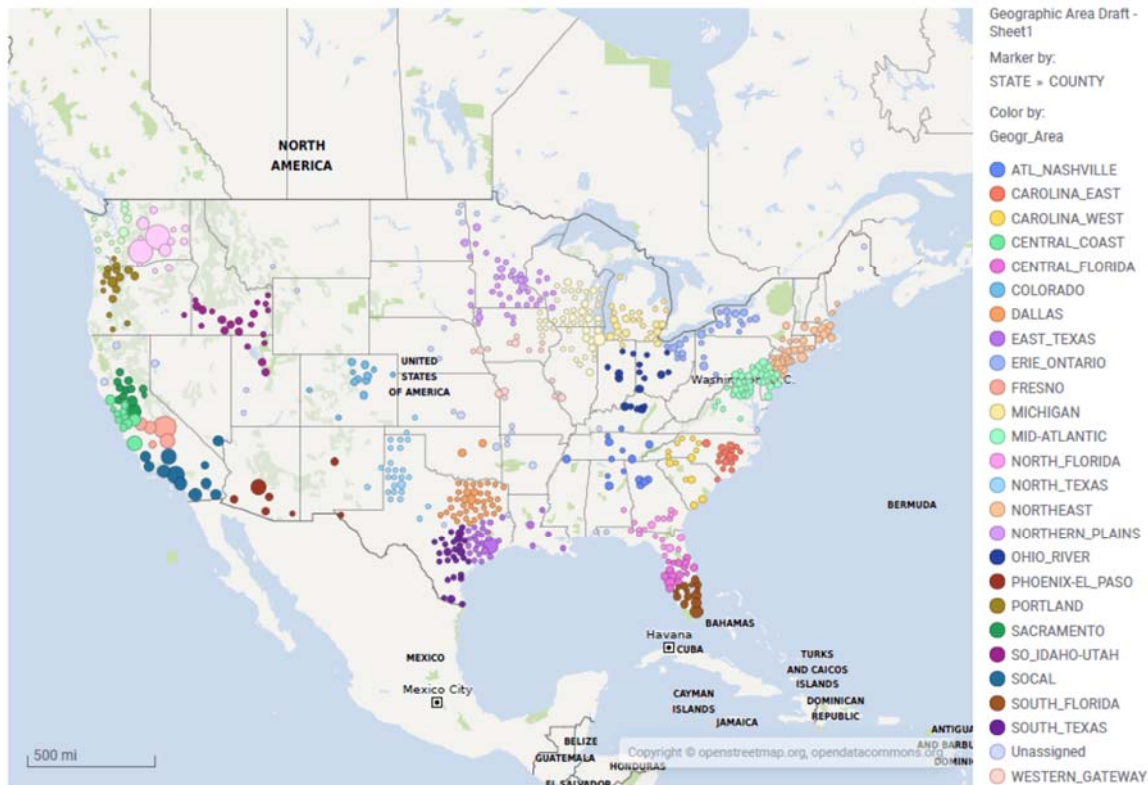 NORTH
AMERICA
UNITED
STATES
OF AMERICA
Washington, D.C.
BERMUDA
BAHAMAS
Havana
CUBA
MEXICO
Mexico City
TURKS
AND CAICOS
ISLANDS
CAYMAN
ISLANDS
DOMINICAN
REPUBLIC
JAMAICA
BELIZE
GUATEMALA
HONDURAS
EL SALVADOR
500 mi
Copyright © openstreetmap.org, opendatacommons.org
Geographic Area Draft -
Sheet1
Marker by:
STATE » COUNTY
Color by:
Geogr_Area
ATL_NASHVILLE
CAROLINA_EAST
CAROLINA_WEST
CENTRAL_COAST
CENTRAL_FLORIDA
COLORADO
DALLAS
EAST_TEXAS
ERIE_ONTARIO
FRESNO
MICHIGAN
MID-ATLANTIC
NORTH_FLORIDA
NORTH_TEXAS
NORTHEAST
NORTHERN_PLAINS
OHIO_RIVER
PHOENIX-EL_PASO
PORTLAND
SACRAMENTO
SO_IDAHO-UTAH
SOCAL
SOUTH_FLORIDA
SOUTH_TEXAS
Unassigned
WESTERN_GATEWAY